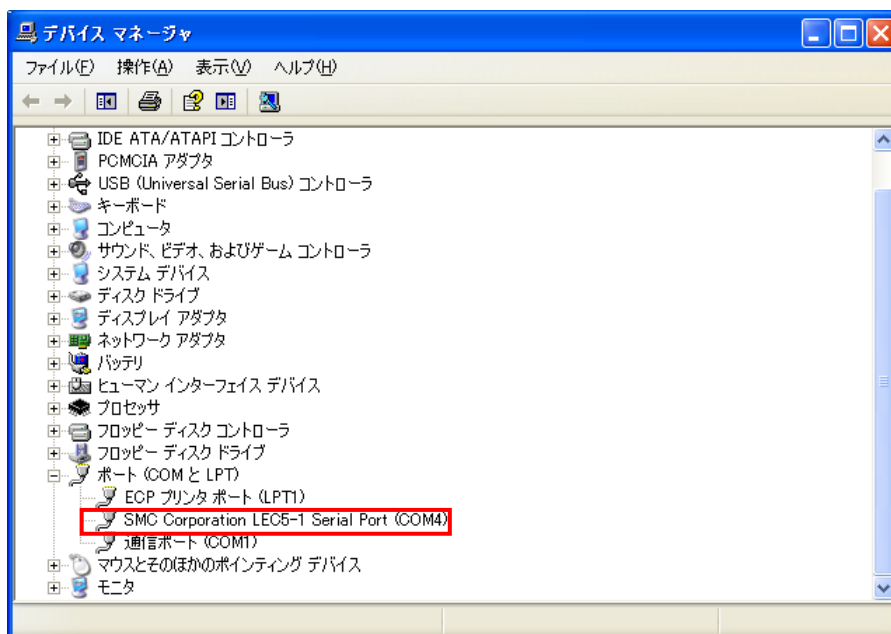 デバイス マネージャ
ファイル(F) 操作(A) 表示(V) ヘルプ(H)
IDE ATA/ATAPI コントローラ
PCMCIA アダプタ
USB (Universal Serial Bus) コントローラ
キーボード
コンピュータ
サウンド、ビデオ、およびゲーム コントローラ
システム デバイス
ディスク ドライブ
ディスプレイ アダプタ
ネットワーク アダプタ
バッテリ
ヒューマン インターフェイス デバイス
プロセッサ
フロッピー ディスク コントローラ
フロッピー ディスク ドライブ
ポート (COM と LPT)
ECP プリンタ ポート (LPT1)
SMC Corporation LEC5-1 Serial Port (COM4)
通信ポート (COM1)
マウスとそのほかのポインティング デバイス
モニタ